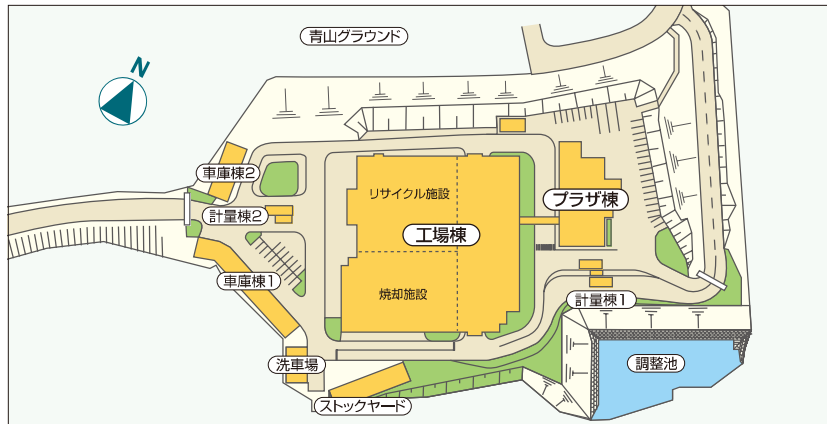 青山グラウンド
N
車庫棟2
リサイクル施設
プラザ棟
計量棟2
工場棟
車庫棟1
焼却施設
計量棟1
洗車場
調整池
ストックヤード